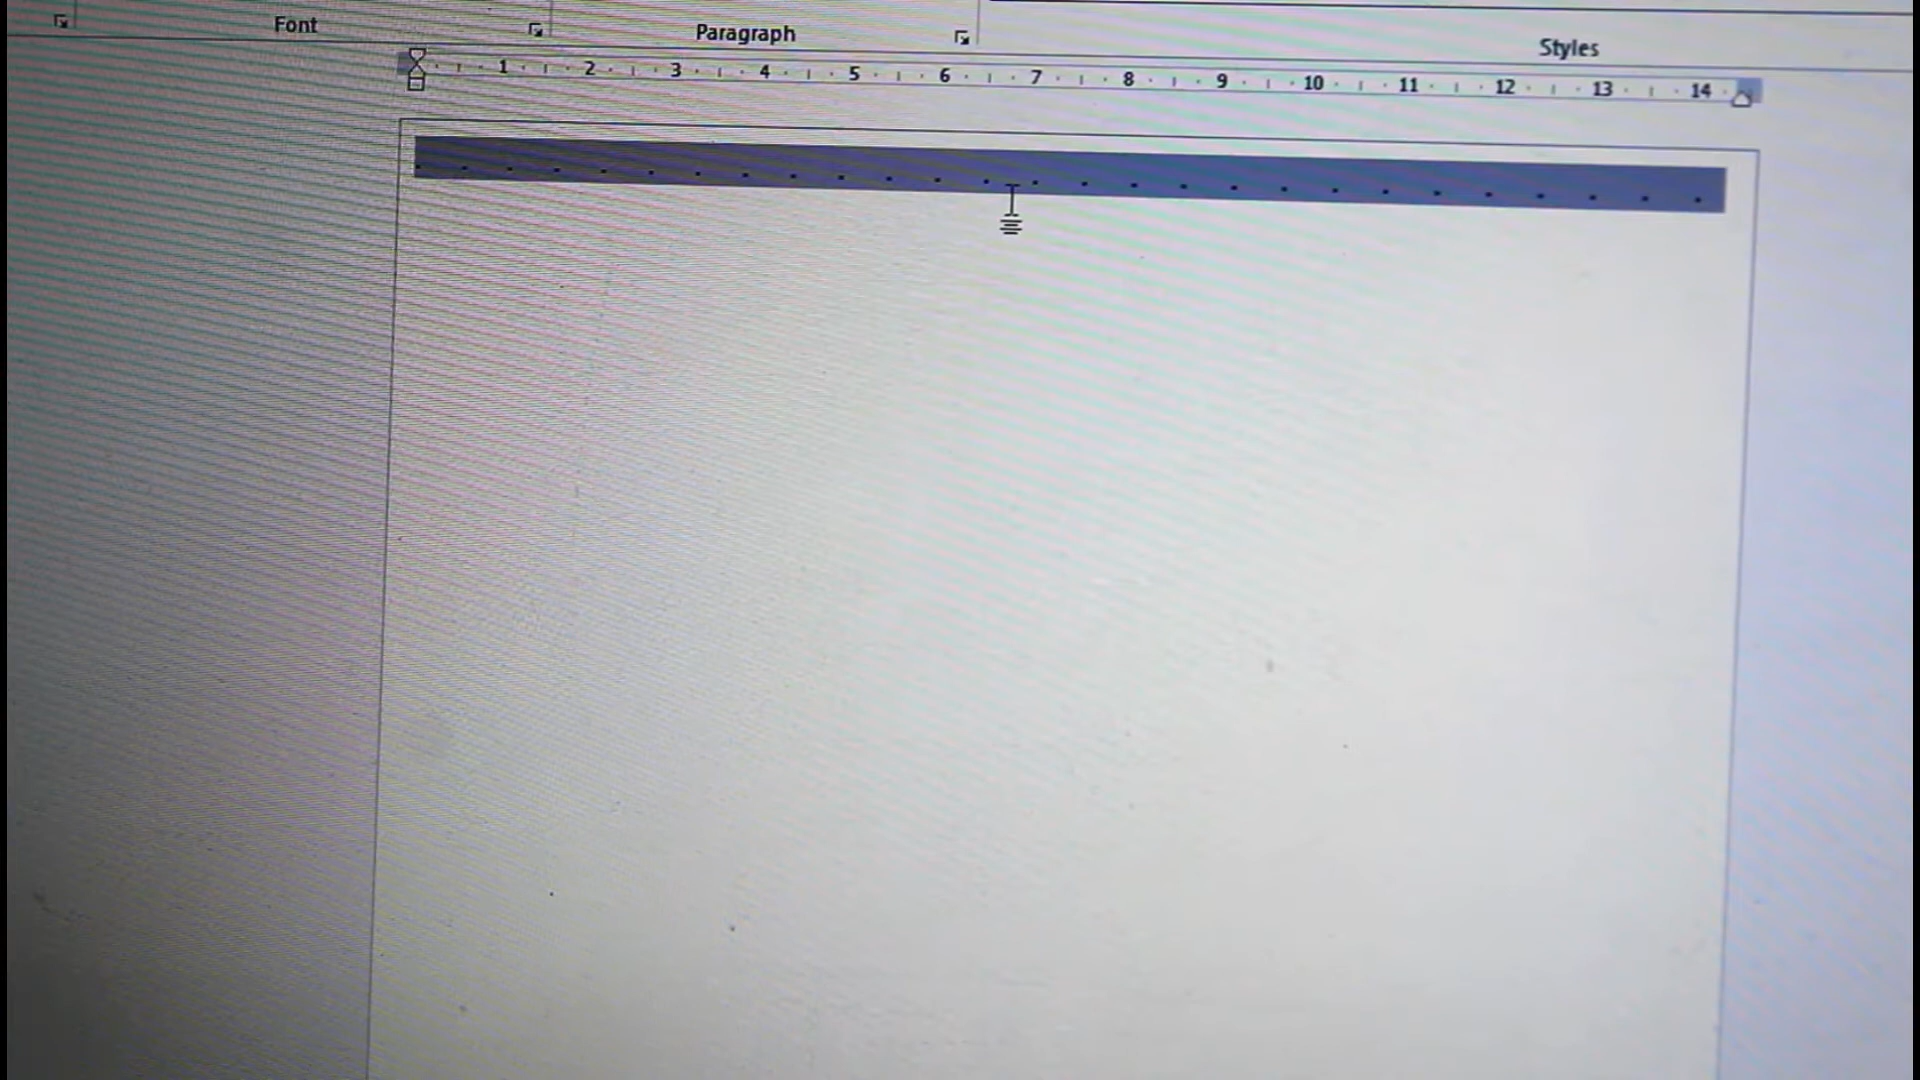 Font
Paragraph
Styles
1 2 3 4 5 6 7 8 9 10 11 12 13 14
. . . . . . . . . . . . . . . . . . . . . . . . . . .